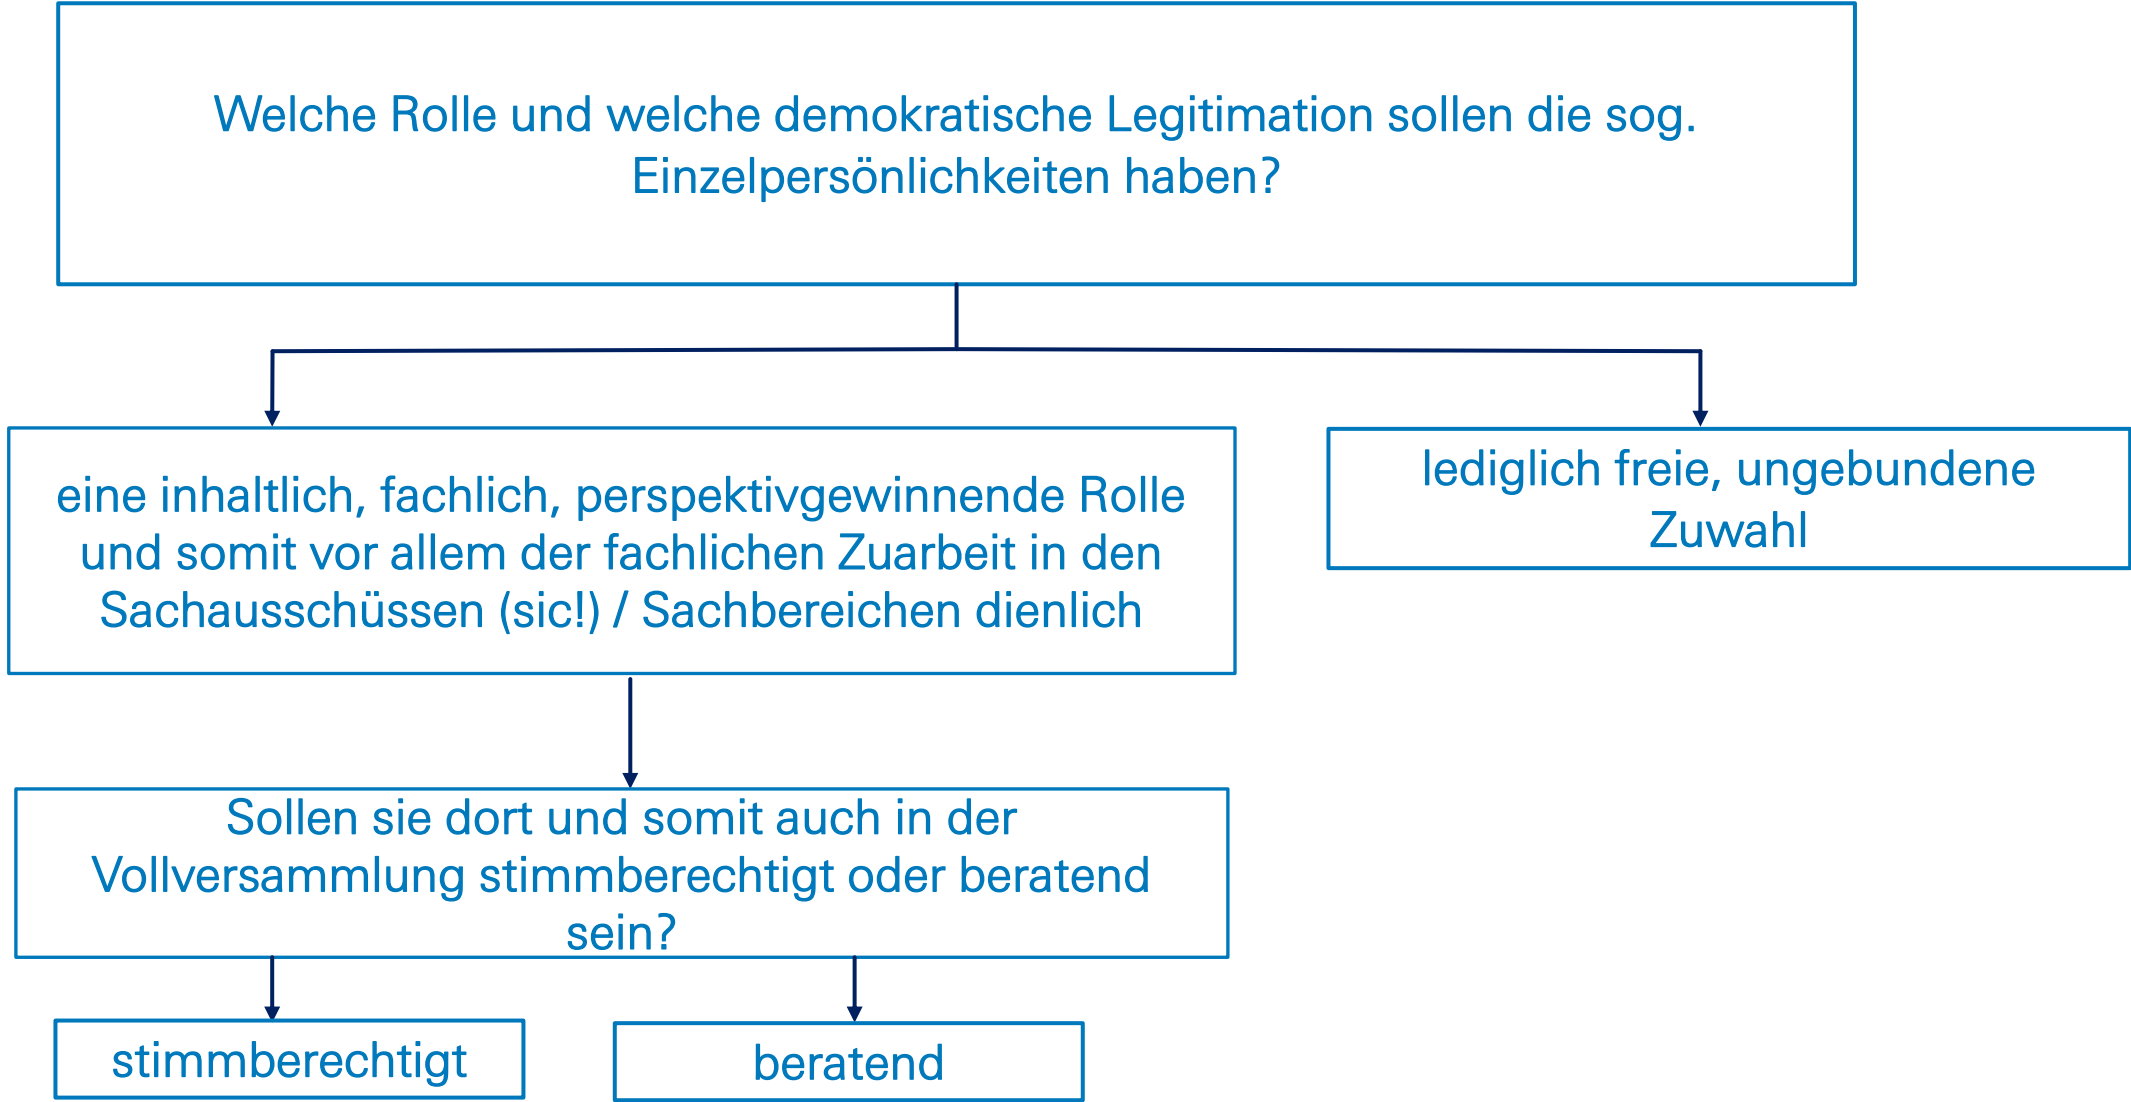 Welche Rolle und welche demokratische Legitimation sollen die sog.
Einzelpersönlichkeiten haben?
eine inhaltlich, fachlich, perspektivgewinnende Rolle
und somit vor allem der fachlichen Zuarbeit in den
Sachausschüssen (sic!) / Sachbereichen dienlich
lediglich freie, ungebundene
Zuwahl
Sollen sie dort und somit auch in der
Vollversammlung stimmberechtigt oder beratend
sein?
stimmberechtigt
beratend